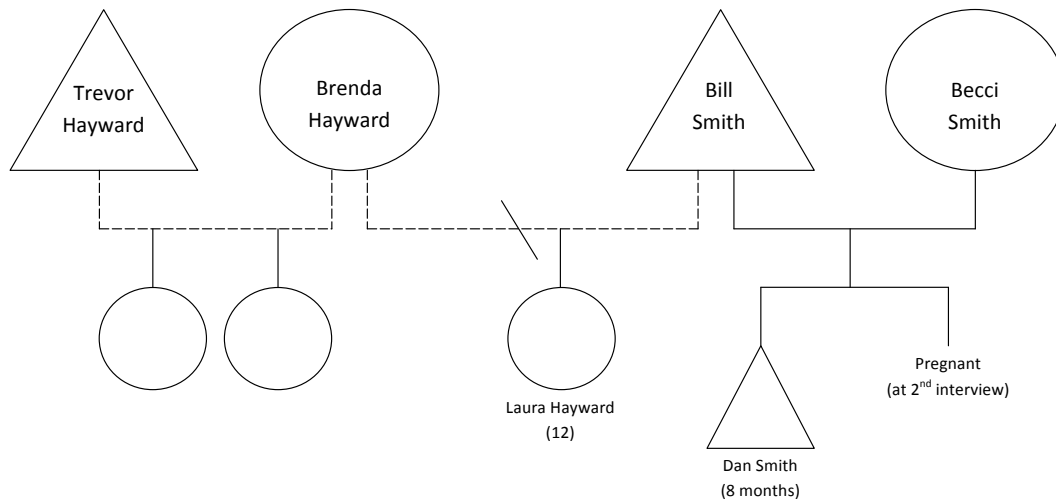 Trevor
Hayward
Brenda
Hayward
Bill
Smith
Becci
Smith
Laura Hayward
(12)
Pregnant
(at 2nd interview)
Dan Smith
(8 months)